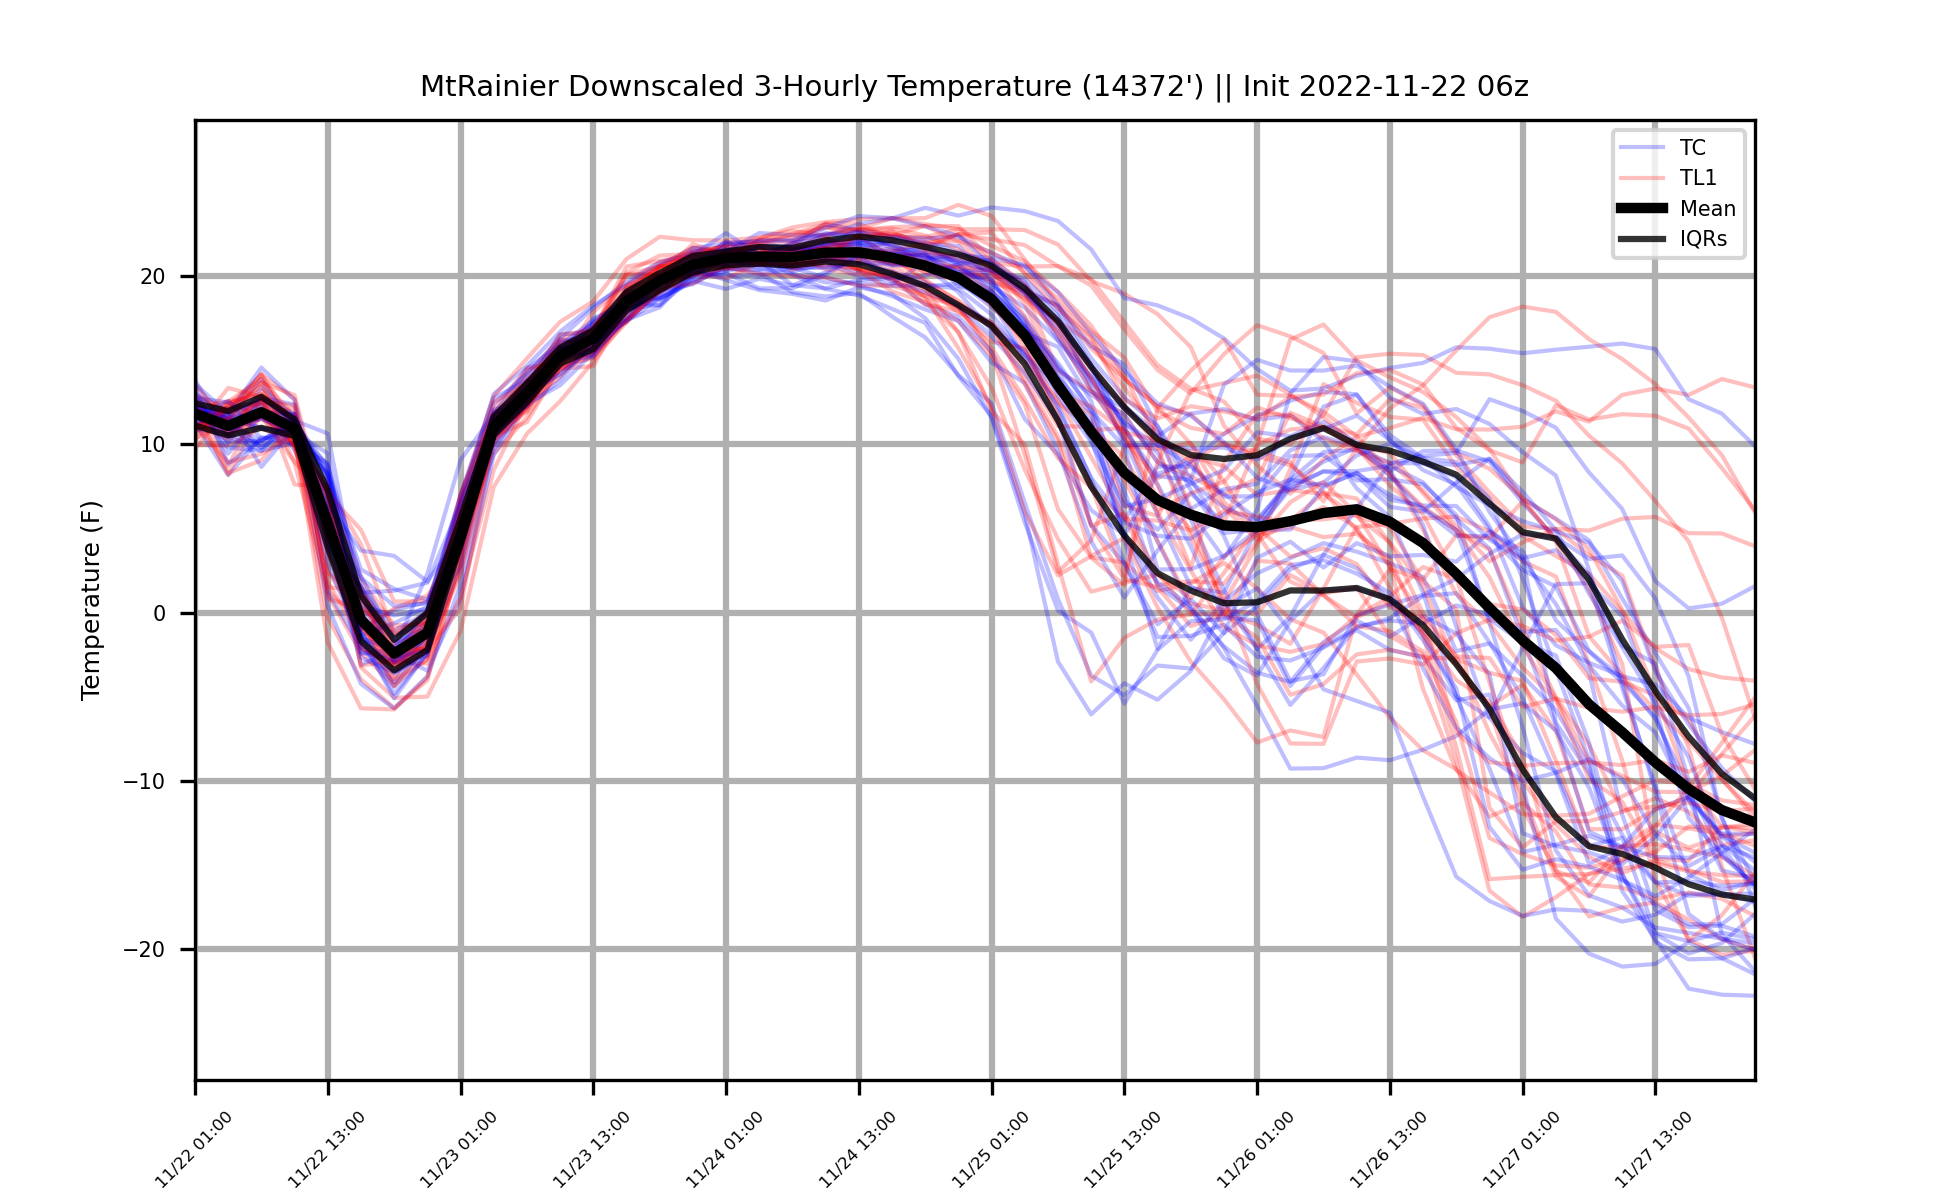 MtRainier Downscaled 3-Hourly Temperature (14372') || Init 2022-11-22 06z
TC
TL1
Mean
IQRs
Temperature (F)
20
10
0
−10
−20
11/22 01:00
11/22 13:00
11/23 01:00
11/23 13:00
11/24 01:00
11/24 13:00
11/25 01:00
11/25 13:00
11/26 01:00
11/26 13:00
11/27 01:00
11/27 13:00